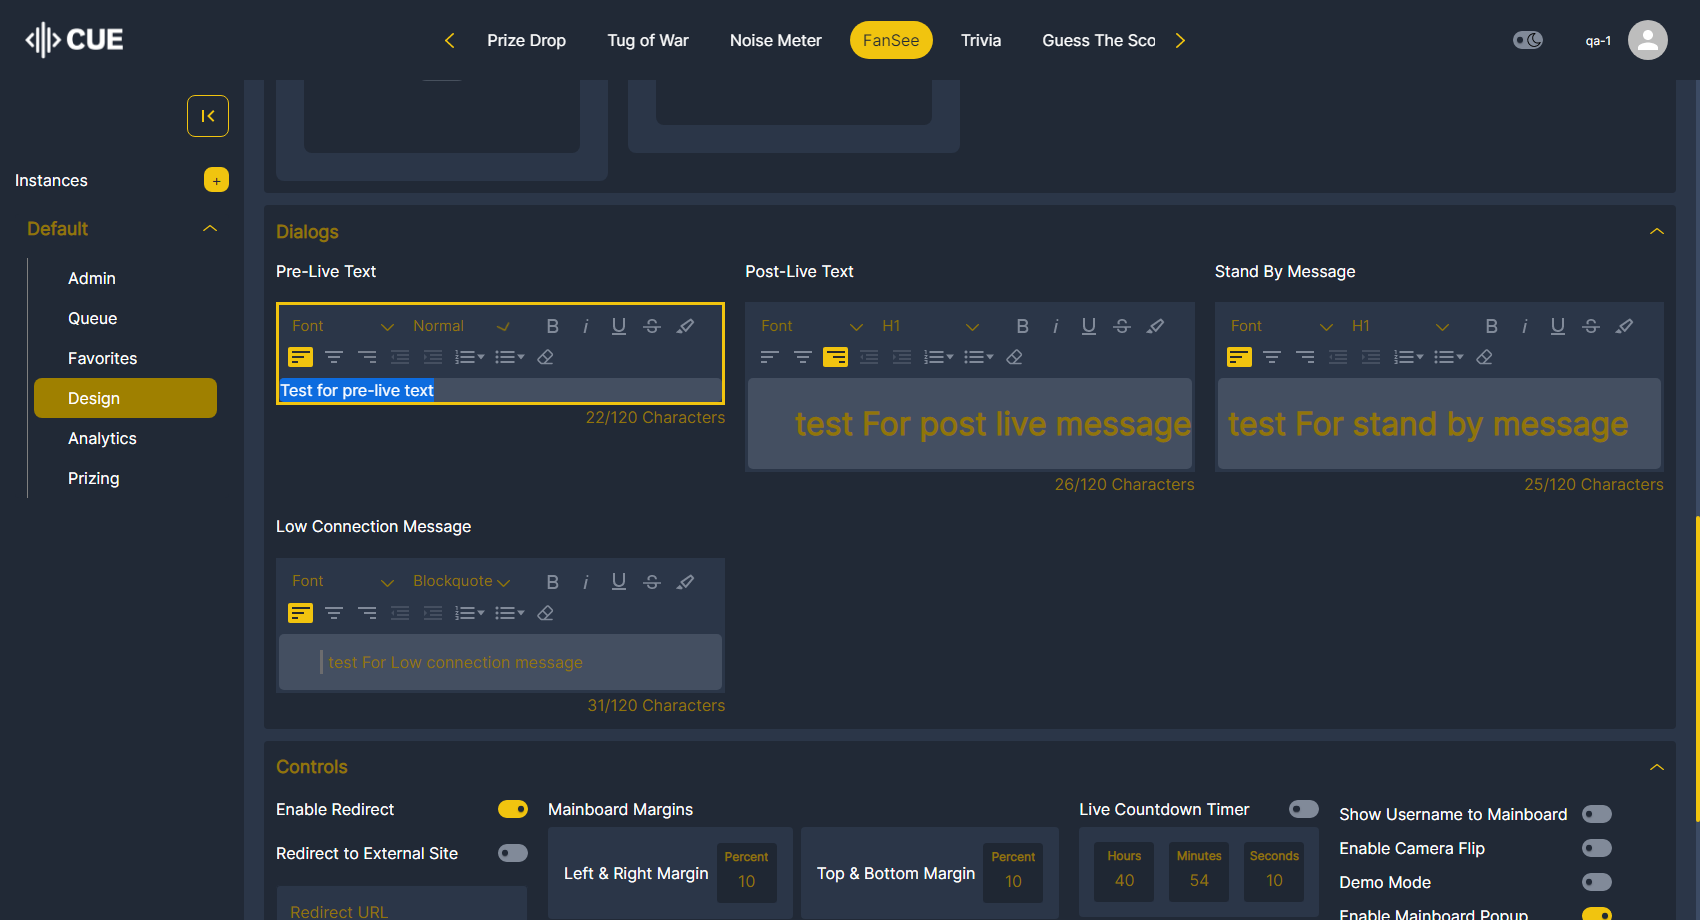 CUE
Prize Drop
Tug of War
Noise Meter
FanSee
Trivia
Guess The Sco
qa-1
Instances
+
Default
Admin
Queue
Favorites
Design
Analytics
Prizing
Dialogs
Pre-Live Text
Font
Normal
B
i
U
S
Test for pre-live text
22/120 Characters
Post-Live Text
Font
H1
B
i
U
S
test For post live message
26/120 Characters
Stand By Message
Font
H1
B
i
U
S
test For stand by message
25/120 Characters
Low Connection Message
Font
Blockquote
B
i
U
S
test For Low connection message
31/120 Characters
Controls
Enable Redirect
Redirect to External Site
Redirect URL
Mainboard Margins
Left & Right Margin
Percent
10
Top & Bottom Margin
Percent
10
Live Countdown Timer
Hours
40
Minutes
54
Seconds
10
Show Username to Mainboard
Enable Camera Flip
Demo Mode
Enable Mainboard Popup